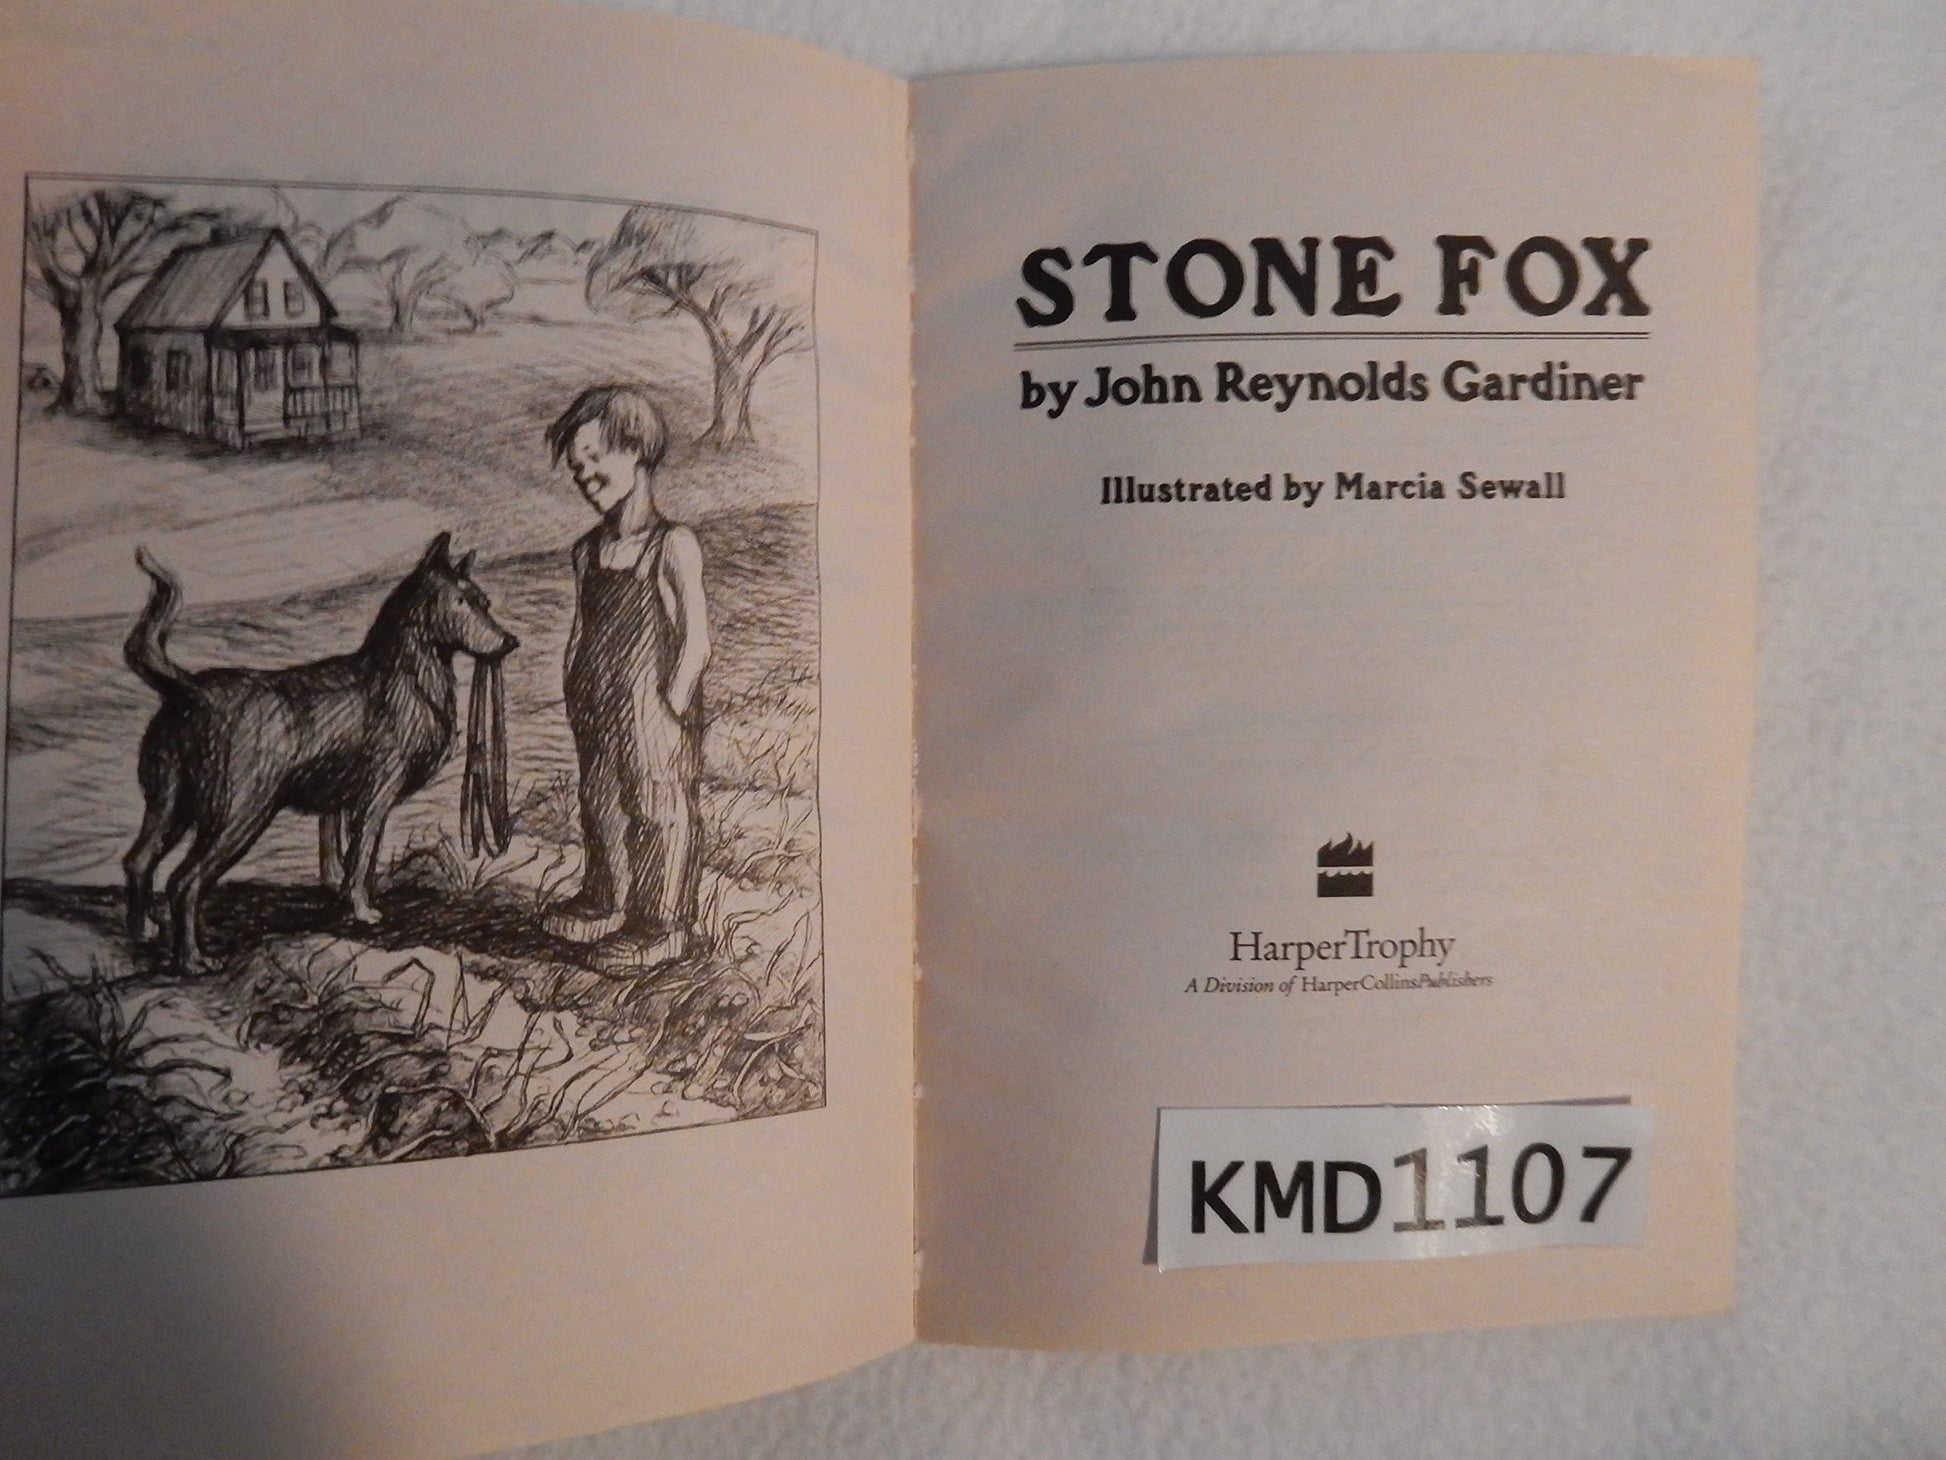 STONE FOX
by John Reynolds Gardiner
Illustrated by Marcia Sewall
HarperTrophy
A Division of HarperCollinsPublishers
KMD1107